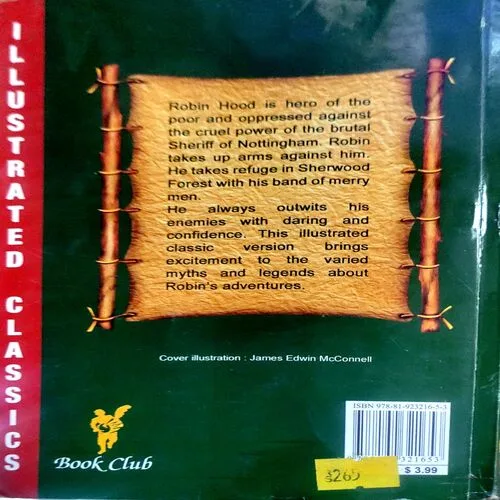 ILLUSTRATED CLASSICS
Robin Hood is hero of the
poor and oppressed against
the cruel power of the brutal
Sheriff of Nottingham. Robin
takes up arms against him.
He takes refuge in Sherwood
Forest with his band of merry
men.
He always outwits his
enemies with daring and
confidence. This illustrated
classic version brings
excitement to the varied
myths and legends about
Robin's adventures.
Cover illustration : James Edwin McConnell
Book Club
ISBN 978-81-923216-5-3
321653
265
$ 3.99